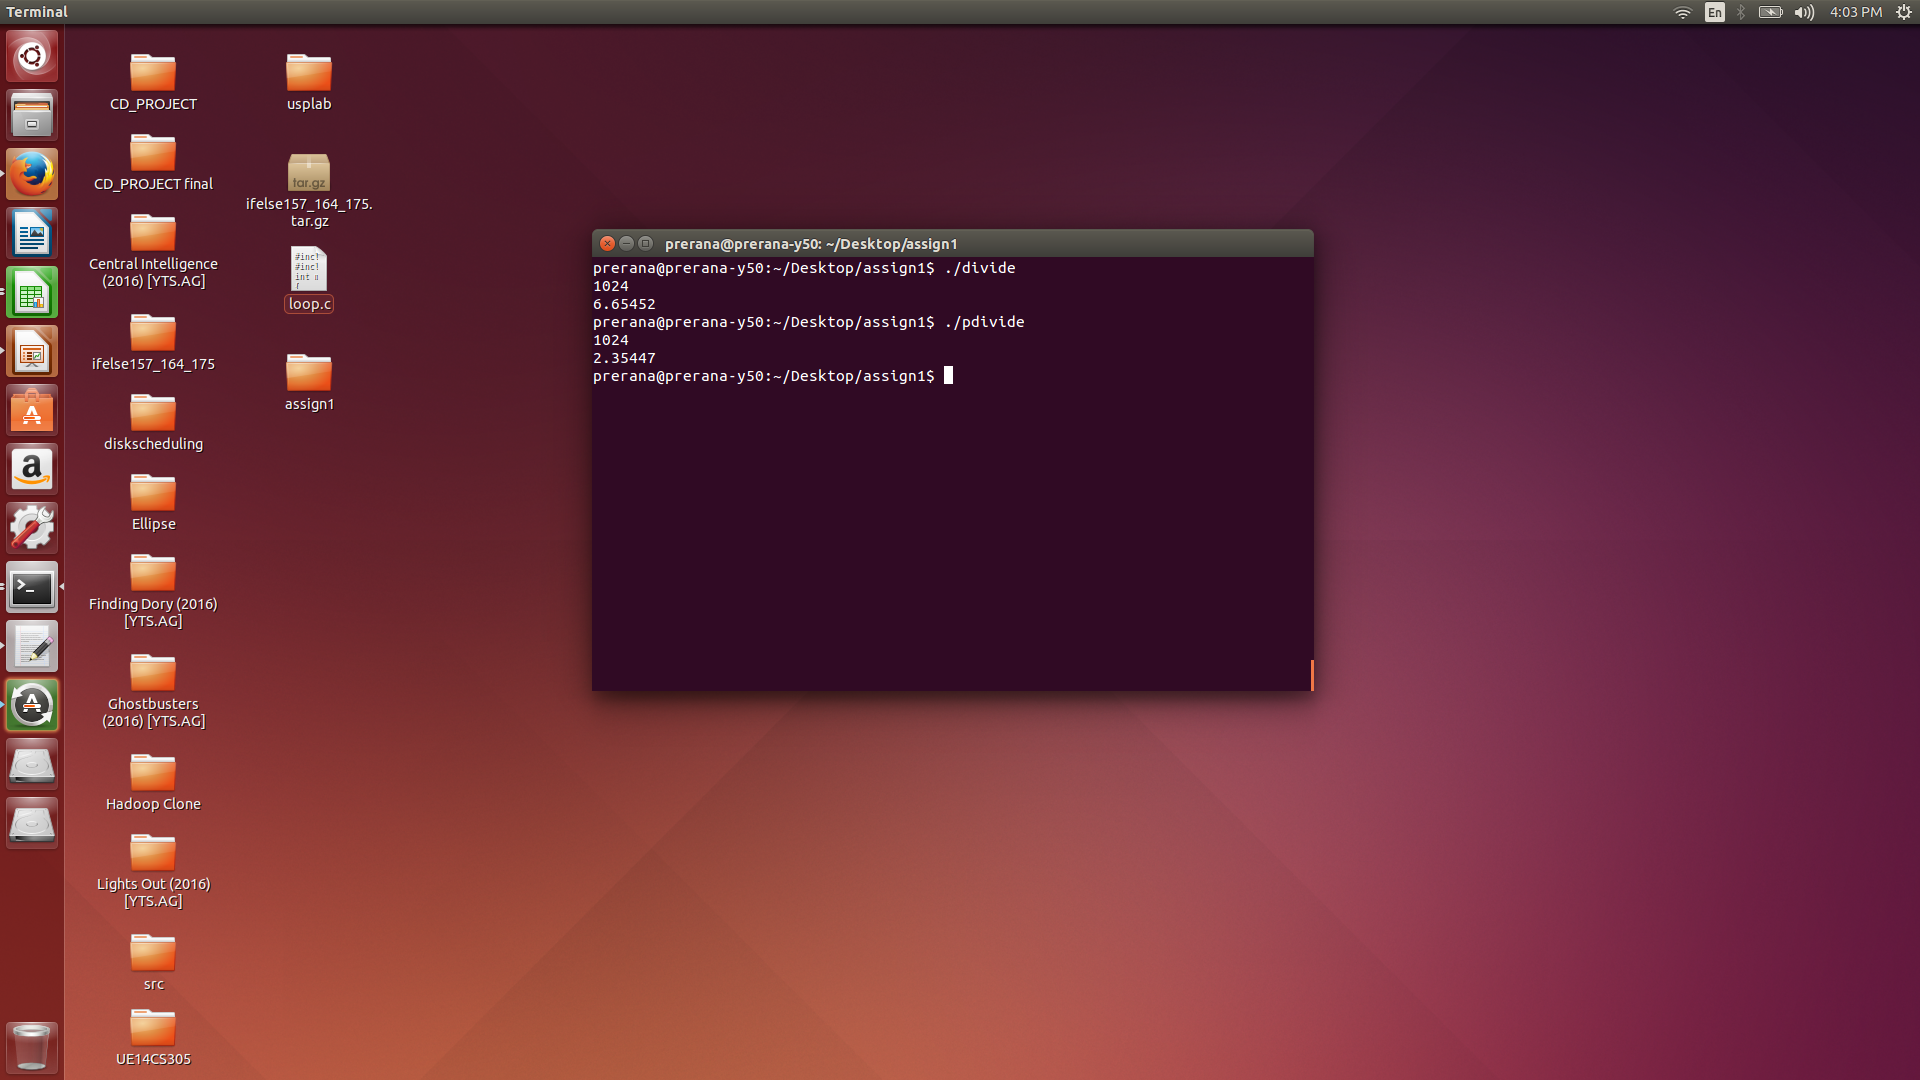 Terminal
En
4:03 PM
CD_PROJECT
CD_PROJECT final
Central Intelligence
(2016) [YTS.AG]
ifelse157_164_175
diskscheduling
Ellipse
Finding Dory (2016)
[YTS.AG]
Ghostbusters
(2016) [YTS.AG]
Hadoop Clone
Lights Out (2016)
[YTS.AG]
src
UE14CS305
usplab
tar.gz
ifelse157_164_175.
tar.gz
#incl
#incl
int m
{
loop.c
assign1
prerana@prerana-y50: ~/Desktop/assign1
prerana@prerana-y50:~/Desktop/assign1$ ./divide
1024
6.65452
prerana@prerana-y50:~/Desktop/assign1$ ./pdivide
1024
2.35447
prerana@prerana-y50:~/Desktop/assign1$
a
>_